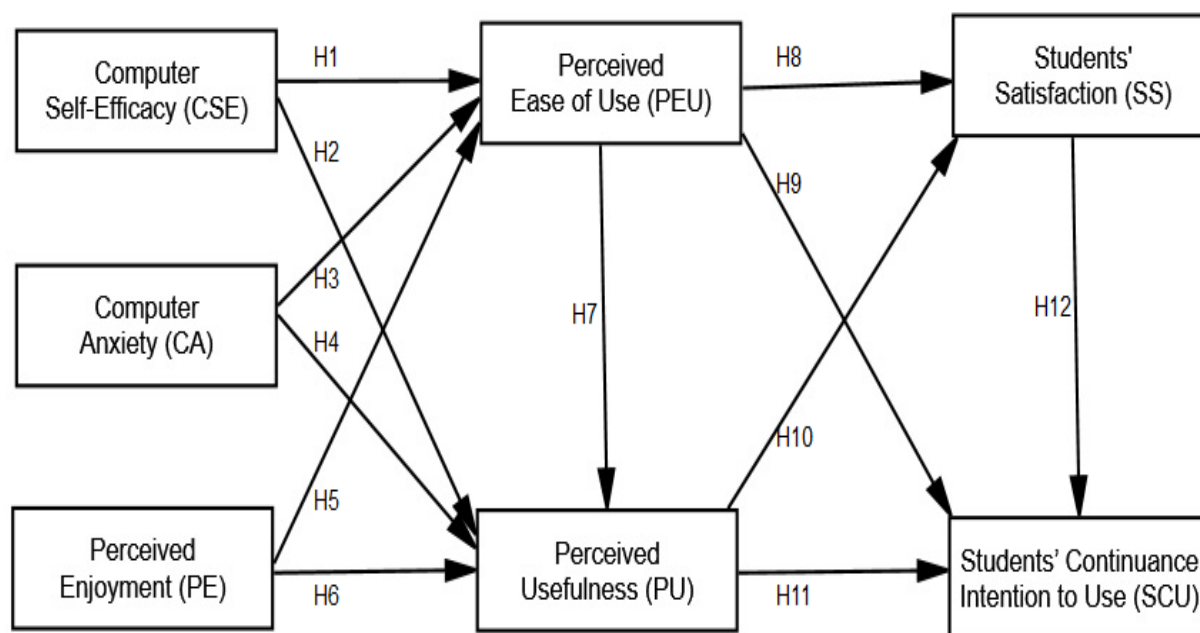 H1
H8
Computer
Self-Efficacy (CSE)
Perceived
Ease of Use (PEU)
Students'
Satisfaction (SS)
H2
H9
H3
Computer
Anxiety (CA)
H7
H12
H4
H10
H5
Perceived
Enjoyment (PE)
Perceived
Usefulness (PU)
Students’ Continuance
Intention to Use (SCU)
H6
H11